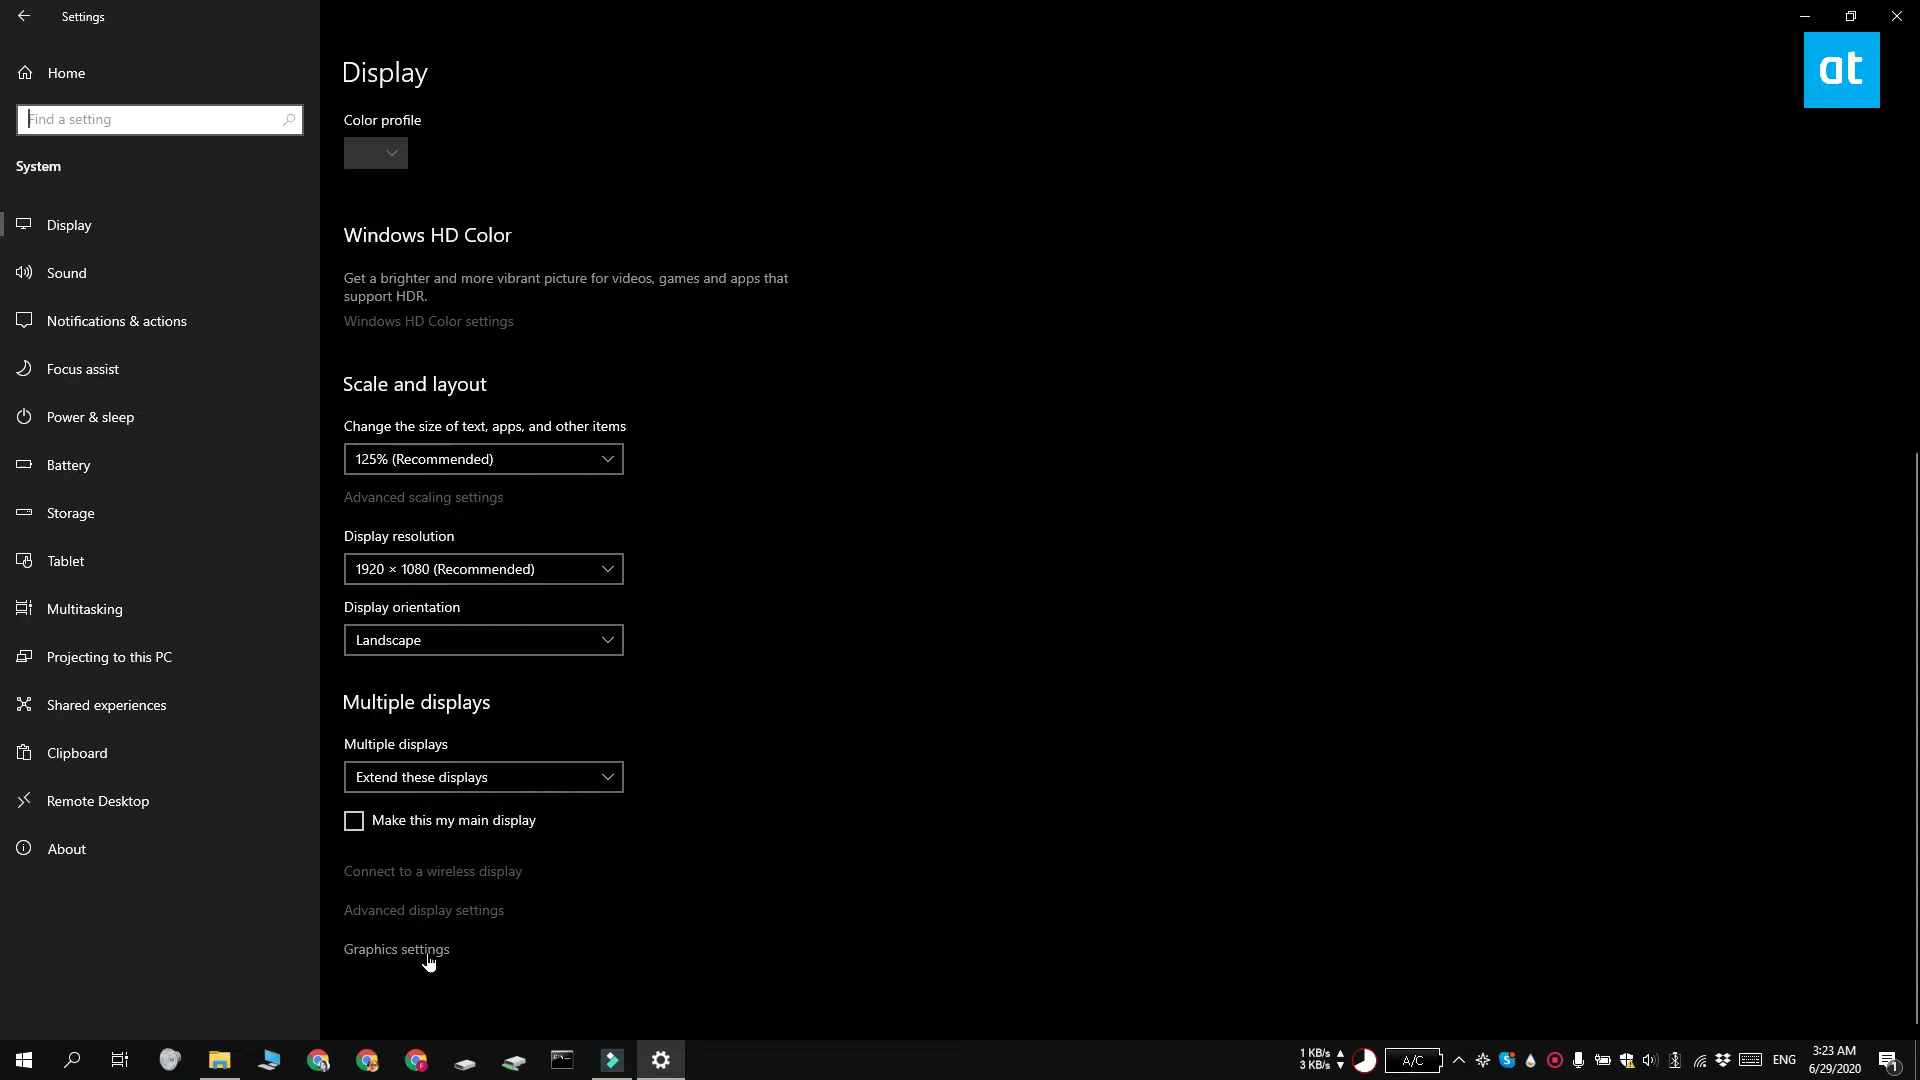 Settings
at
Home
Find a setting
System
Display
Sound
Notifications & actions
Focus assist
Power & sleep
Battery
Storage
Tablet
Multitasking
Projecting to this PC
Shared experiences
Clipboard
Remote Desktop
About
Display
Color profile
Windows HD Color
Get a brighter and more vibrant picture for videos, games and apps that
support HDR.
Windows HD Color settings
Scale and layout
Change the size of text, apps, and other items
125% (Recommended)
Advanced scaling settings
Display resolution
1920 × 1080 (Recommended)
Display orientation
Landscape
Multiple displays
Multiple displays
Extend these displays
Make this my main display
Connect to a wireless display
Advanced display settings
Graphics settings
1 KB/s
3 KB/s
A/C
ENG
3:23 AM
6/29/2020
1